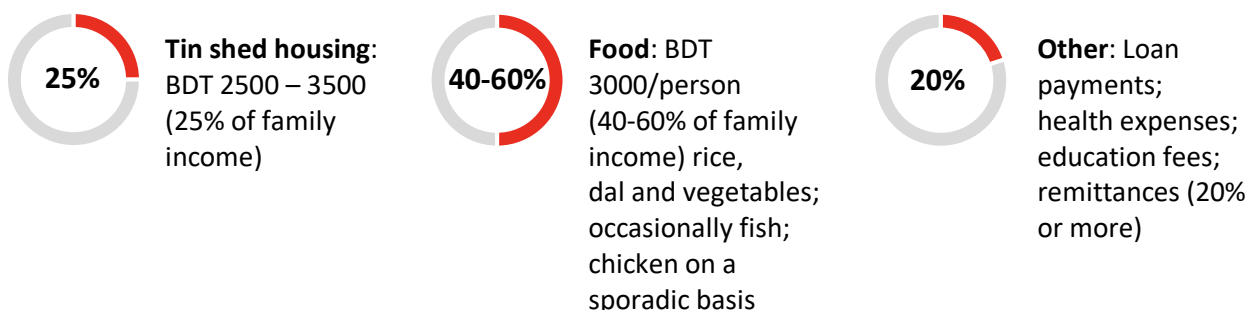 25%
Tin shed housing:
BDT 2500 – 3500
(25% of family
income)
40-60%
Food: BDT
3000/person
(40-60% of family
income) rice,
dal and vegetables;
occasionally fish;
chicken on a
sporadic basis
20%
Other: Loan
payments;
health expenses;
education fees;
remittances (20%
or more)